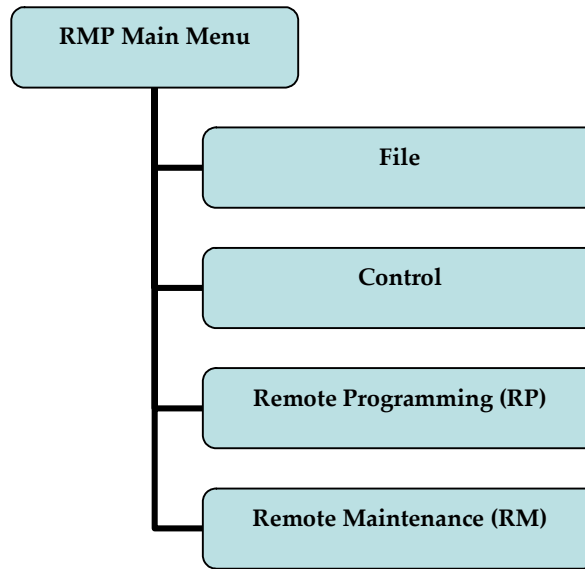 RMP Main Menu
File
Control
Remote Programming (RP)
Remote Maintenance (RM)